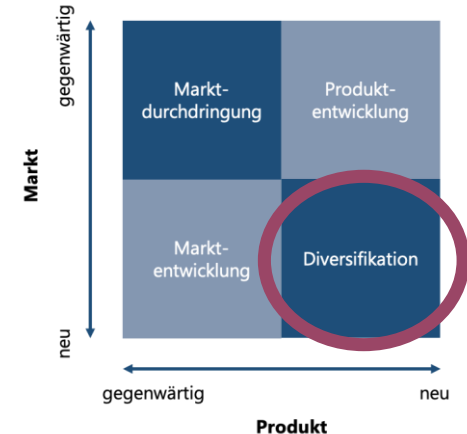 gegenwärtig
Markt-
durchdringung
Produkt-
entwicklung
Markt
Markt-
entwicklung
Diversifikation
neu
gegenwärtig
neu
Produkt